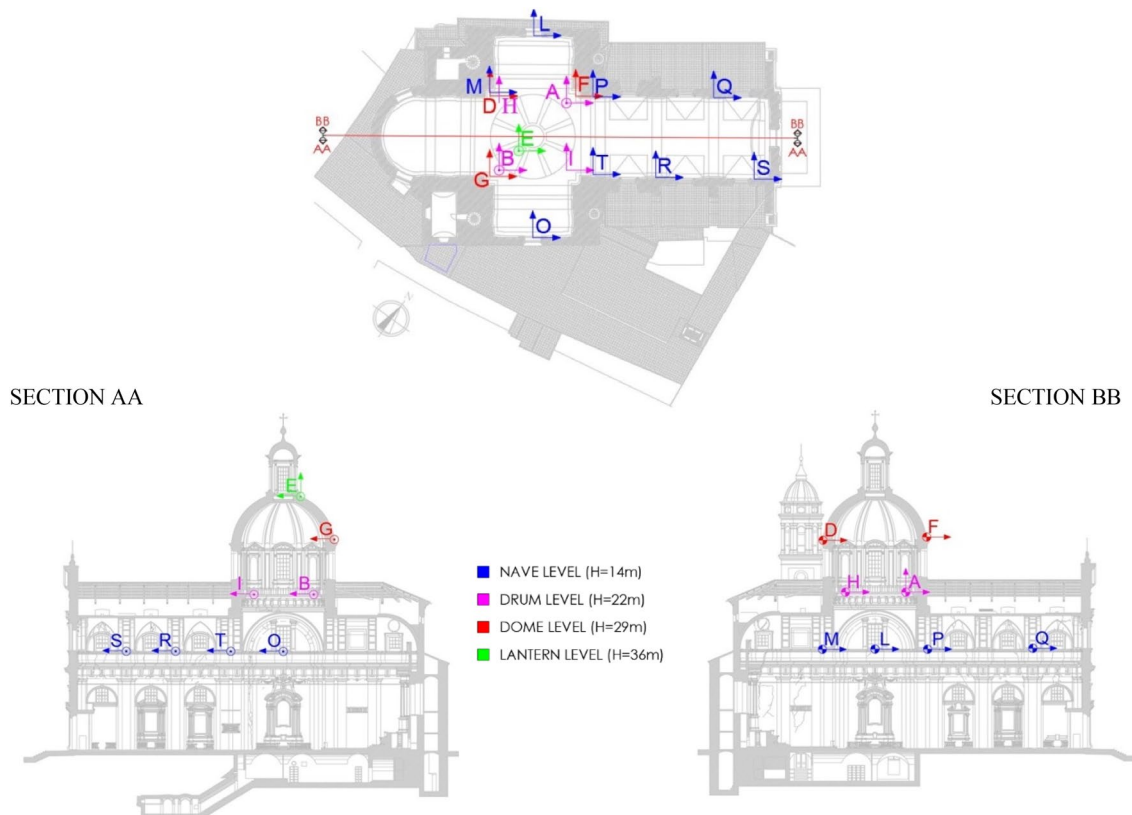 L
M
D
H
A
F
P
Q
BB
AA
BB
AA
E
B
G
I
T
R
S
O
N
SECTION AA
SECTION BB
E
G
I
B
S
R
T
O
NAVE LEVEL (H=14m)
DRUM LEVEL (H=22m)
DOME LEVEL (H=29m)
LANTERN LEVEL (H=36m)
D
F
H
A
M
L
P
Q